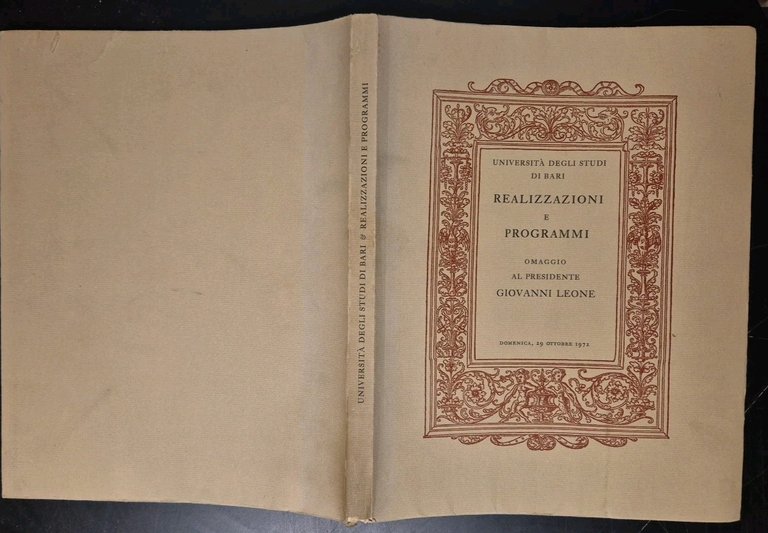 UNIVERSITÀ DEGLI STUDI DI BARI & REALIZZAZIONI E PROGRAMMI
UNIVERSITÀ DEGLI STUDI
DI BARI
REALIZZAZIONI
E
PROGRAMMI
OMAGGIO
AL PRESIDENTE
GIOVANNI LEONE
DOMENICA, 29 OTTOBRE 1972